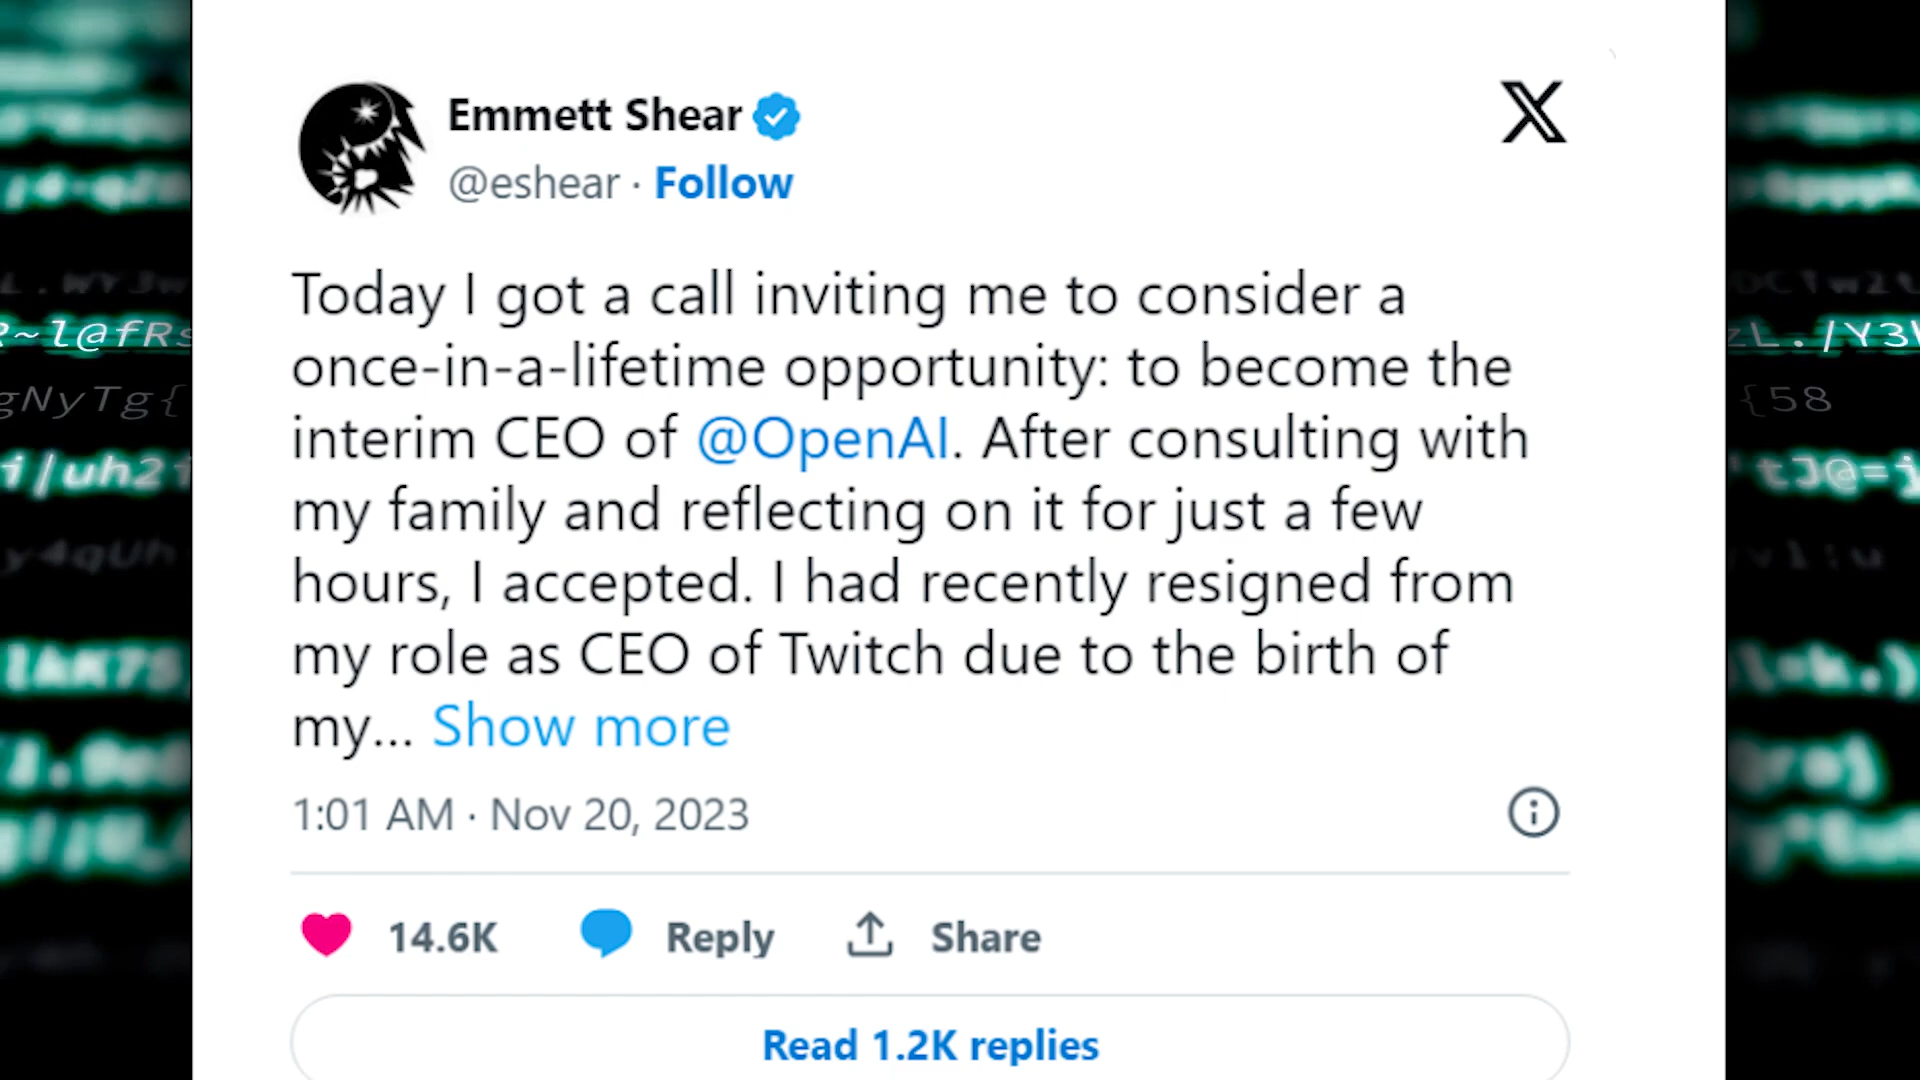 Emmett Shear
@eshear · Follow
Today I got a call inviting me to consider a
once-in-a-lifetime opportunity: to become the
interim CEO of @OpenAI. After consulting with
my family and reflecting on it for just a few
hours, I accepted. I had recently resigned from
my role as CEO of Twitch due to the birth of
my... Show more
1:01 AM · Nov 20, 2023
14.6K Reply Share
Read 1.2K replies
{58